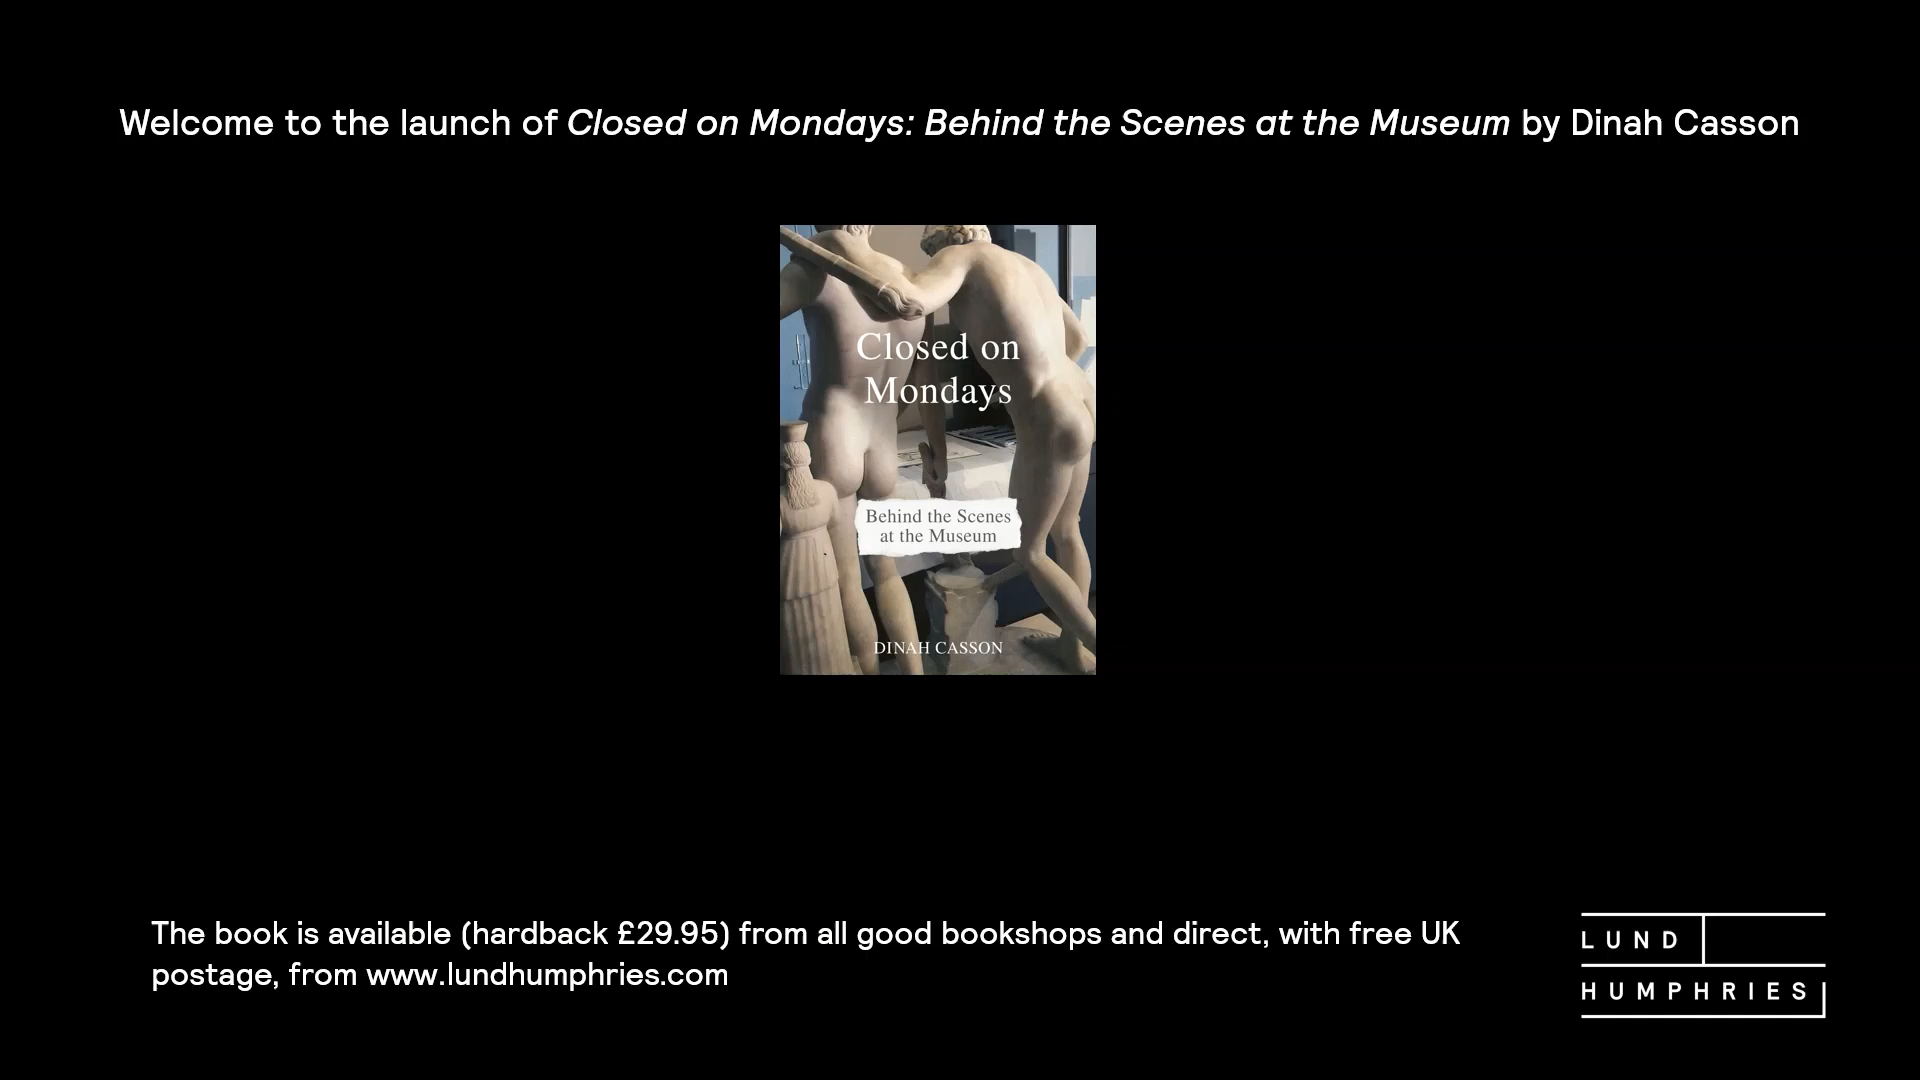 Welcome to the launch of Closed on Mondays: Behind the Scenes at the Museum by Dinah Casson
Closed on
Mondays
Behind the Scenes
at the Museum
DINAH CASSON
The book is available (hardback £29.95) from all good bookshops and direct, with free UK
postage, from www.lundhumphries.com
LUND
HUMPHRIES